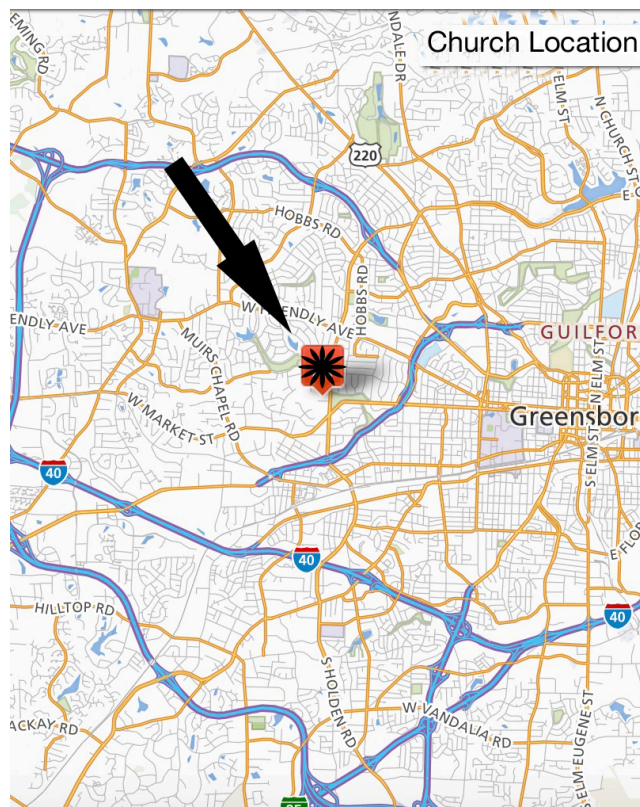 Church Location
EMING RD
NDALE DR
ELM ST
N CHURCH ST
E C
220
HOBBS RD
HOBBS RD
W FRIENDLY AVE
ENDLY AVE
GUILFOR
MUIRS CHAPEL RD
N ELM ST
W MARKET ST
Greensbor
S ELM ST
40
40
E FLO
HILLTOP RD
40
S HOLDEN RD
W VANDALIA RD
ACKAY RD
ELM-EUGENE ST
85